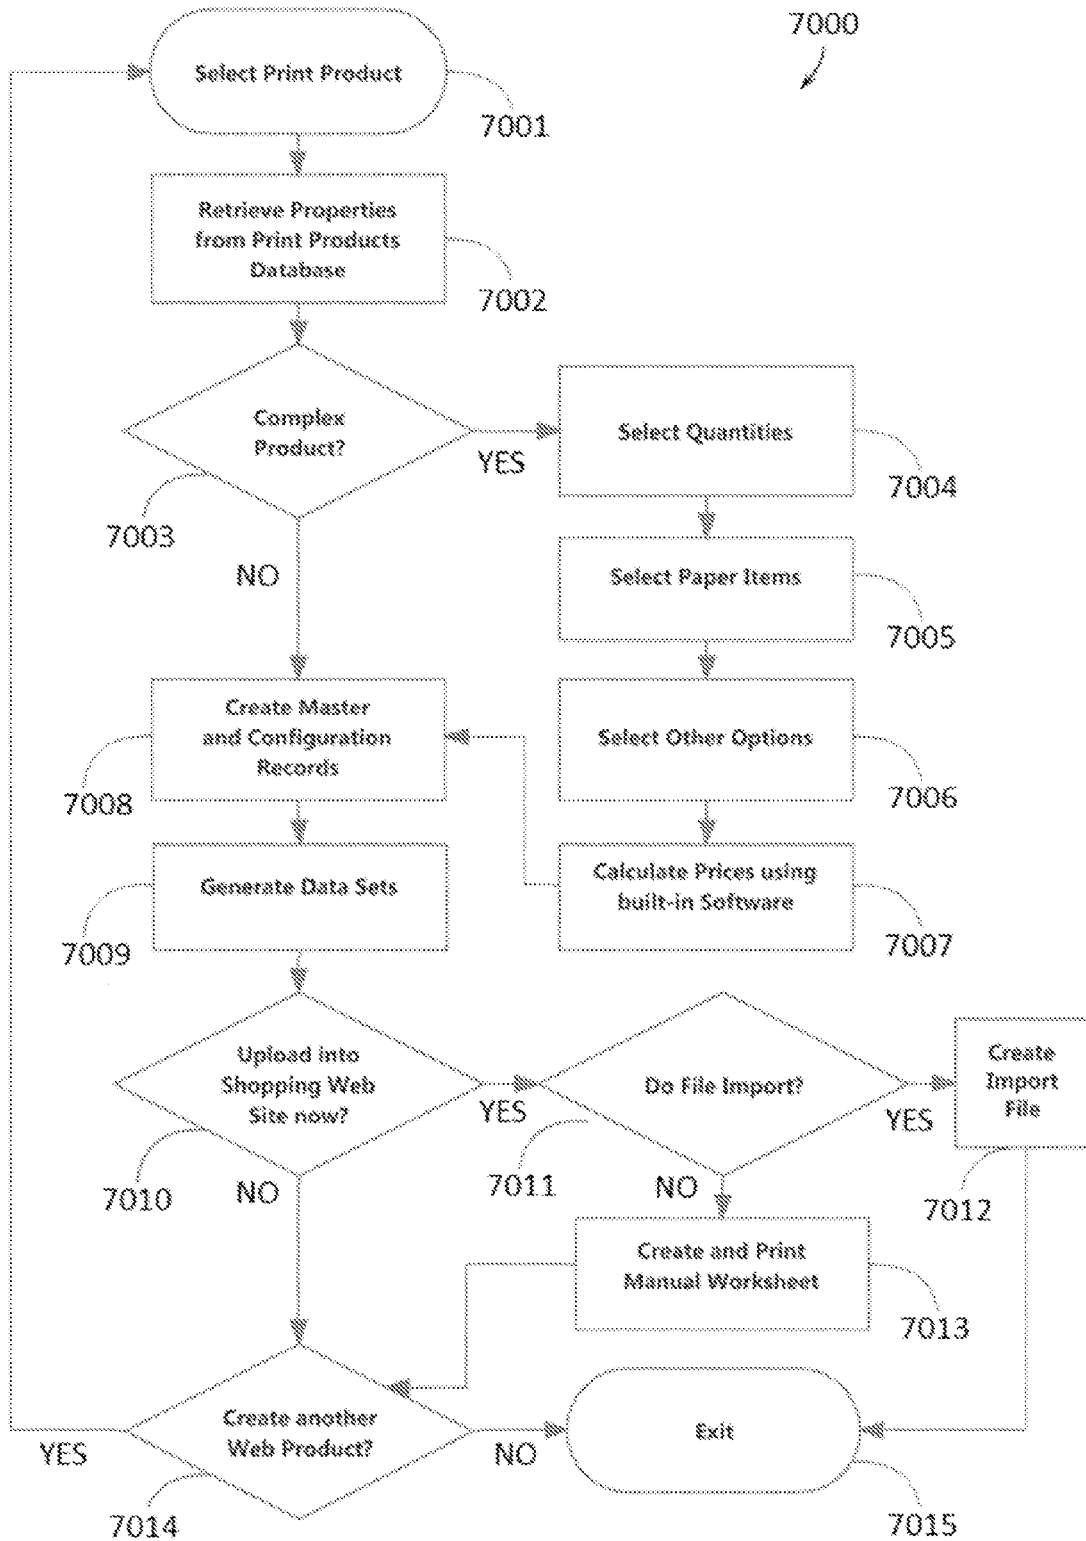 7000
Select Print Product
7001
Retrieve Properties
from Print Products
Database
7002
Complex
Product?
7003
YES
NO
Select Quantities
7004
Select Paper Items
7005
Select Other Options
7006
Calculate Prices using
built-in Software
7007
Create Master
and Configuration
Records
7008
Generate Data Sets
7009
Upload into
Shopping Web
Site now?
7010
YES
NO
Do File Import?
7011
YES
NO
Create
Import
File
7012
Create and Print
Manual Worksheet
7013
Create another
Web Product?
7014
YES
NO
Exit
7015